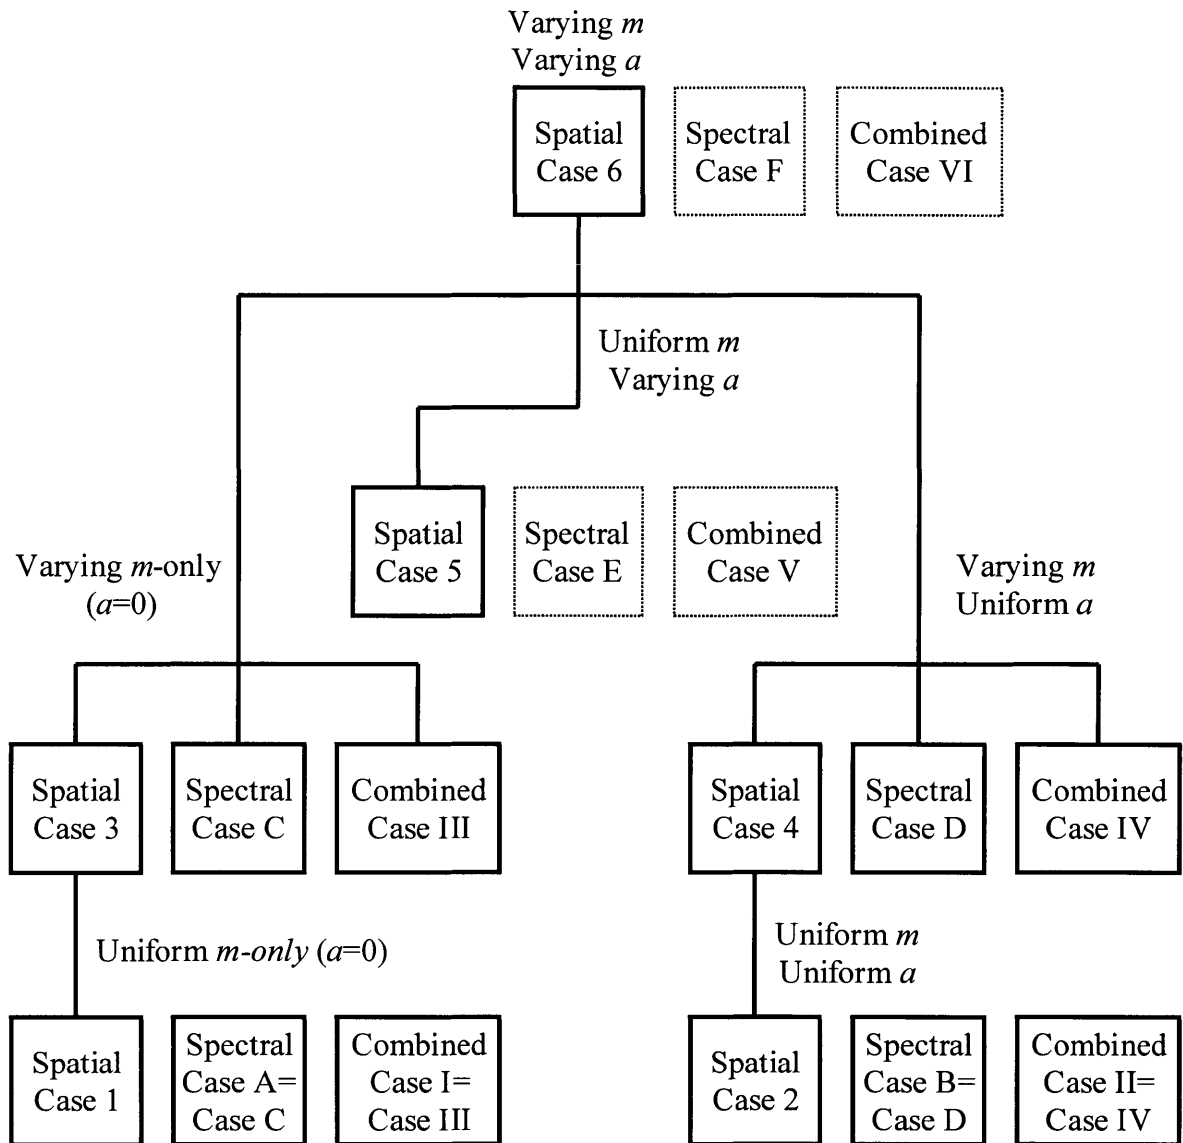 Varying m
Varying a
Spatial
Case 6
Spectral
Case F
Combined
Case VI
Uniform m
Varying a
Spatial
Case 5
Spectral
Case E
Combined
Case V
Varying m-only
(a=0)
Varying m
Uniform a
Spatial
Case 3
Spectral
Case C
Combined
Case III
Spatial
Case 4
Spectral
Case D
Combined
Case IV
Uniform m-only (a=0)
Uniform m
Uniform a
Spatial
Case 1
Spectral
Case A=
Case C
Combined
Case I=
Case III
Spatial
Case 2
Spectral
Case B=
Case D
Combined
Case II=
Case IV